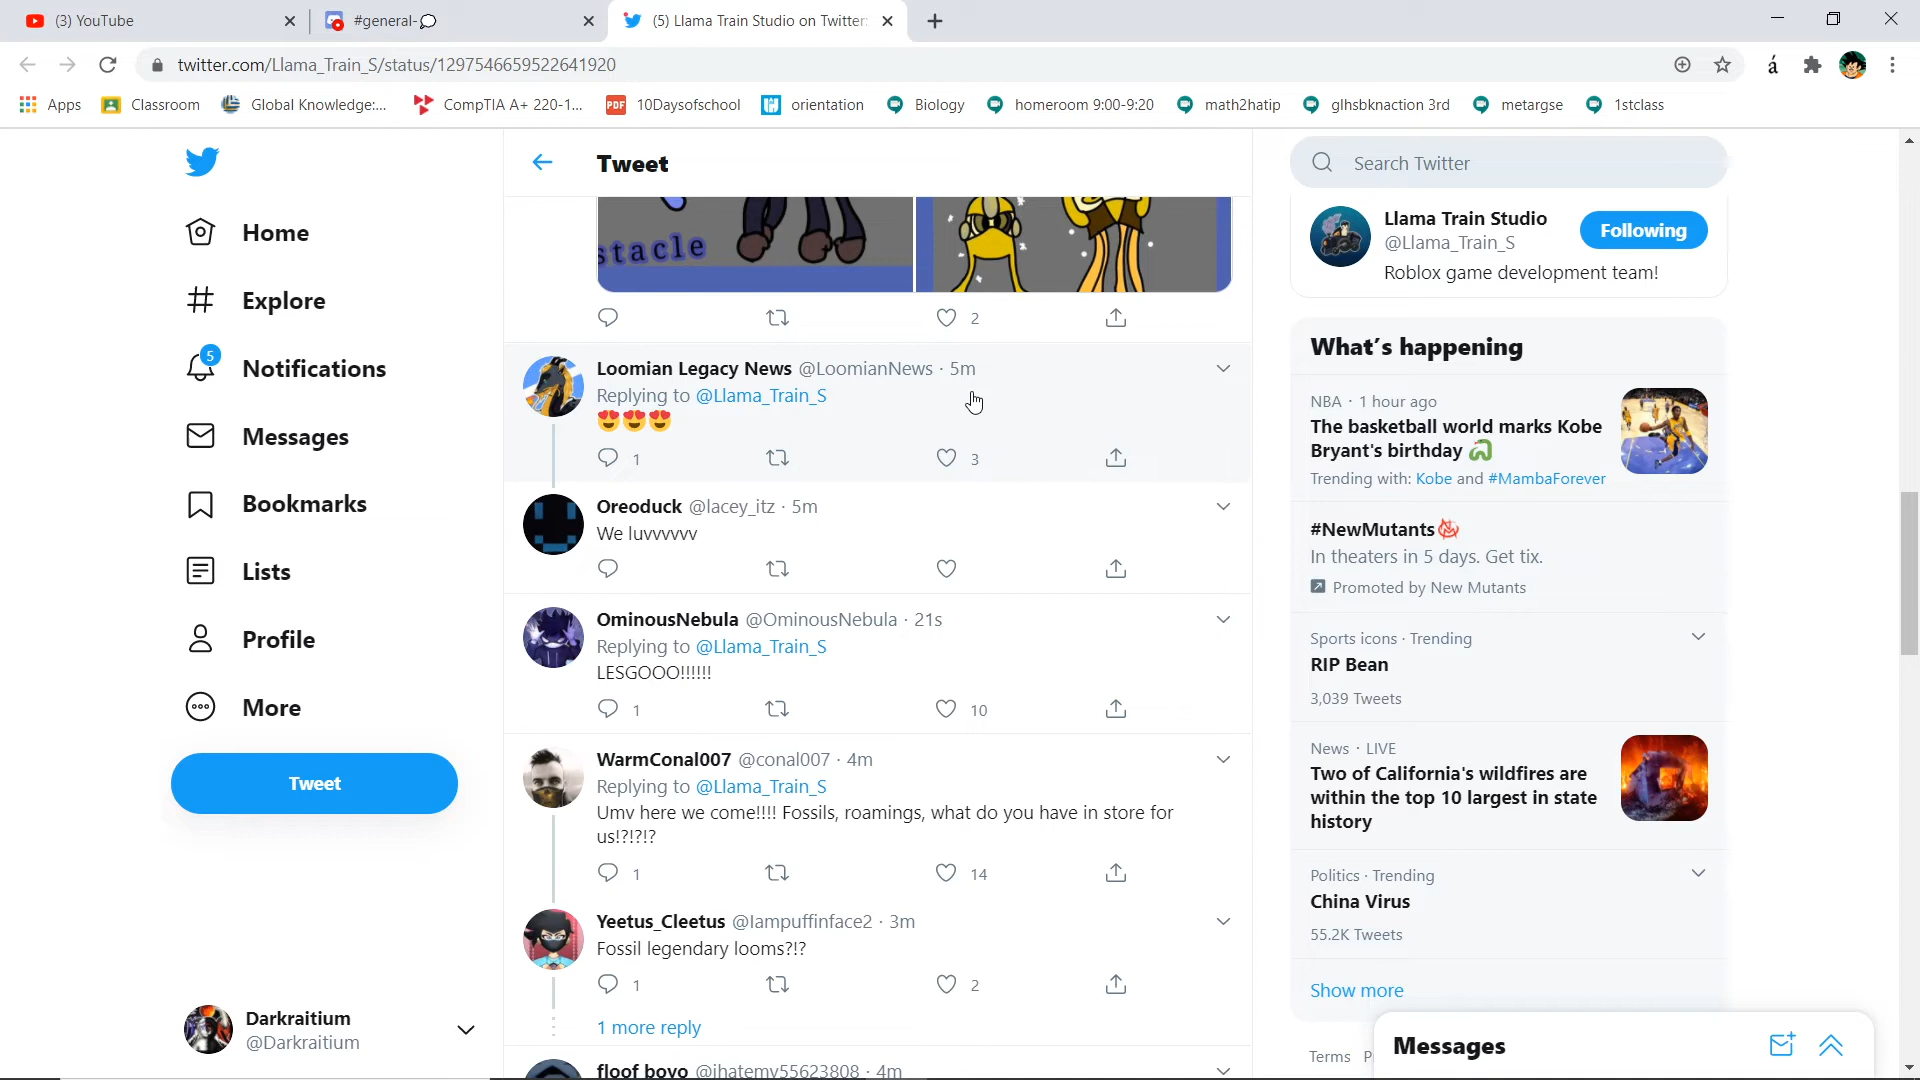 (3) YouTube
#general-
(5) Llama Train Studio on Twitter:
twitter.com/Llama_Train_S/status/1297546659522641920
Apps
Classroom
Global Knowledge:...
CompTIA A+ 220-1...
PDF
10Daysofschool
orientation
Biology
homeroom 9:00-9:20
math2hatip
glhsbknaction 3rd
metargse
1stclass
Home
Explore
5
Notifications
Messages
Bookmarks
Lists
Profile
More
Tweet
Darkraitium
@Darkraitium
Tweet
stacle
2
Loomian Legacy News @LoomianNews · 5m
Replying to @Llama_Train_S
😍😍😍
1 3
Oreoduck @lacey_itz · 5m
We luvvvvvv
OminousNebula @OminousNebula · 21s
Replying to @Llama_Train_S
LESGOOO!!!!!!
1 10
WarmConal007 @conal007 · 4m
Replying to @Llama_Train_S
Umv here we come!!!! Fossils, roamings, what do you have in store for
us!?!?!?
1 14
Yeetus_Cleetus @Iampuffinface2 · 3m
Fossil legendary looms?!?
1 2
1 more reply
floof boyo @ihatemy55623808 · 4m
Search Twitter
Llama Train Studio
@Llama_Train_S
Following
Roblox game development team!
What's happening
NBA · 1 hour ago
The basketball world marks Kobe
Bryant's birthday
Trending with: Kobe and #MambaForever
#NewMutants
In theaters in 5 days. Get tix.
Promoted by New Mutants
Sports icons · Trending
RIP Bean
3,039 Tweets
News · LIVE
Two of California's wildfires are
within the top 10 largest in state
history
Politics · Trending
China Virus
55.2K Tweets
Show more
Terms
Messages